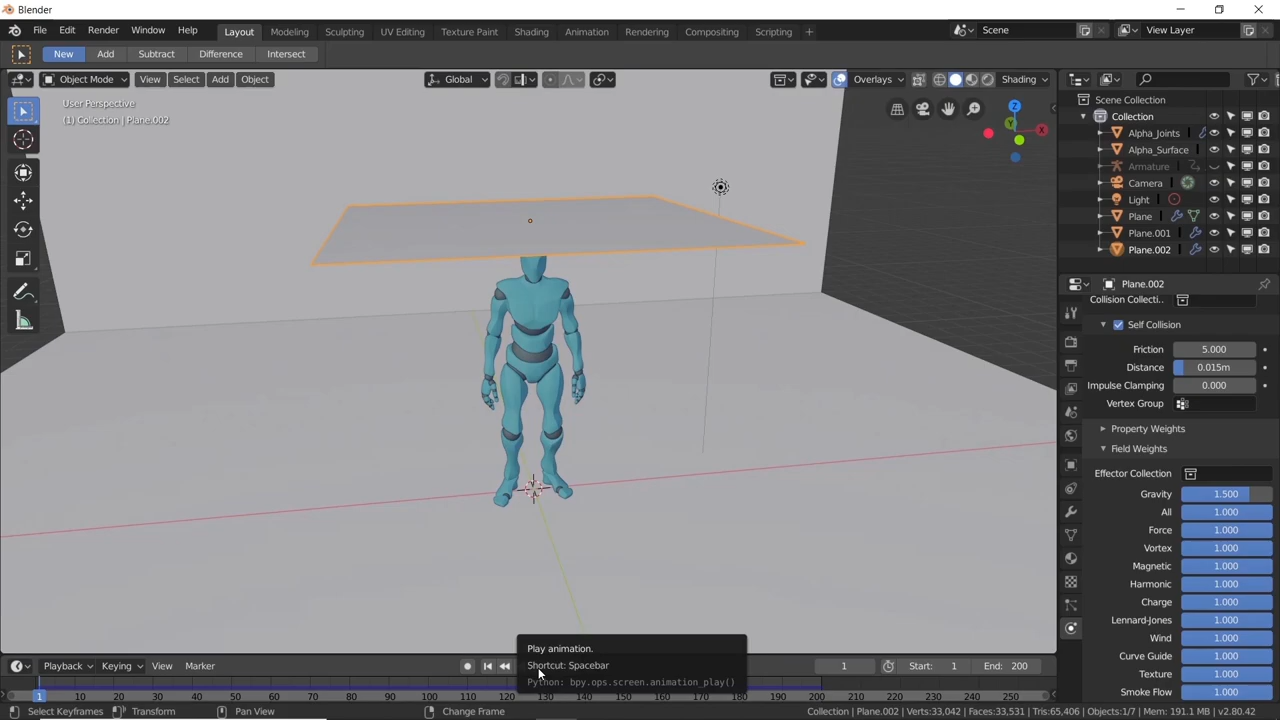 Blender
File Edit Render Window Help
Layout Modeling Sculpting UV Editing Texture Paint Shading Animation Rendering Compositing Scripting +
Scene
View Layer
New Add Subtract Difference Intersect
Object Mode View Select Add Object
Global
Overlays
Shading
User Perspective
(1) Collection | Plane.002
Z
Y
X
Scene Collection
Collection
Alpha_Joints
Alpha_Surface
Armature
Camera
Light
Plane
Plane.001
Plane.002
Plane.002
Collision Collecti..
Self Collision
Friction 5.000
Distance 0.015m
Impulse Clamping 0.000
Vertex Group
Property Weights
Field Weights
Effector Collection
Gravity 1.500
All 1.000
Force 1.000
Vortex 1.000
Magnetic 1.000
Harmonic 1.000
Charge 1.000
Lennard-Jones 1.000
Wind 1.000
Curve Guide 1.000
Texture 1.000
Smoke Flow 1.000
Play animation.
Shortcut: Spacebar
Python: bpy.ops.screen.animation_play()
Playback Keying View Marker
1 Start: 1 End: 200
1 10 20 30 40 50 60 70 80 90 100 110 120 130 140 150 160 170 180 190 200 210 220 230 240 250
Select Keyframes Transform Pan View Change Frame
Collection | Plane.002 | Verts:33,042 | Faces:33,531 | Tris:65,406 | Objects:1/7 | Mem: 191.1 MB | v2.80.42